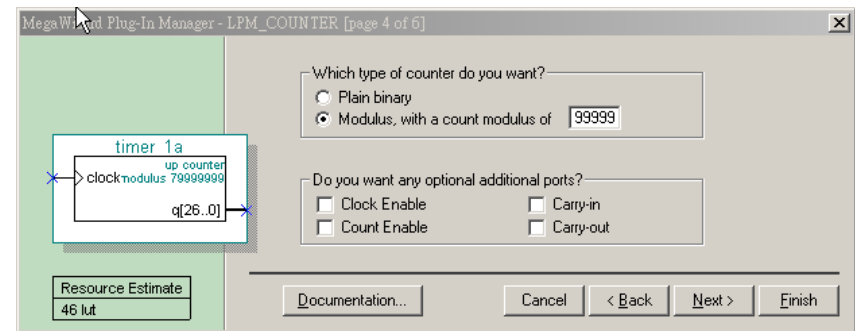 MegaWizard Plug-In Manager - LPM_COUNTER [page 4 of 6]
Which type of counter do you want?
Plain binary
Modulus, with a count modulus of 99999
timer 1a
up counter
clock modulus 79999999
q[26..0]
Do you want any optional additional ports?
Clock Enable
Carry-in
Count Enable
Carry-out
Resource Estimate
46 lut
Documentation...
Cancel
< Back
Next >
Finish